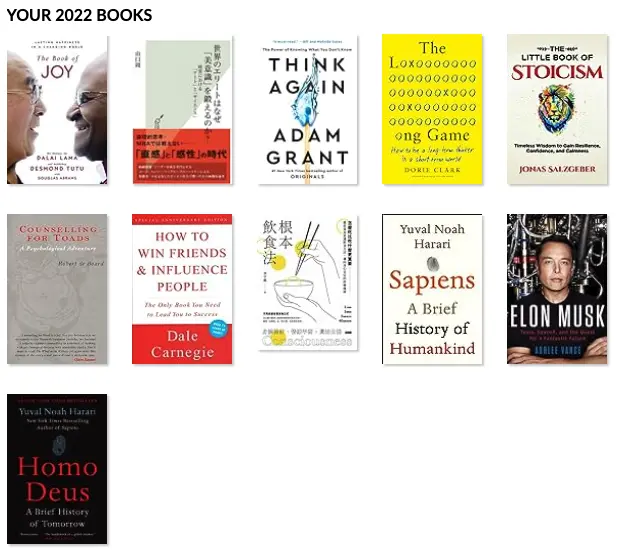 YOUR 2022 BOOKS
LASTING HAPPINESS
IN A CHANGING WORLD
The Book of
JOY
DALAI LAMA
DESMOND TUTU
DOUGLAS ABRAMS
山口周
世界のエリートはなぜ
「美意識」を鍛えるのか?
「直感」と「感性」の時代
The Power of Knowing What You Don't Know
THINK
AGAIN
ADAM
GRANT
#1 New York Times bestselling author of
ORIGINALS
The
Lo
ong Game
How to be a long-term thinker
in a short-term world
DORIE CLARK
THE
LITTLE BOOK OF
STOICISM
Timeless Wisdom to Gain Resilience,
Confidence, and Calmness
JONAS SALZGEBER
COUNSELLING
FOR TOADS
A Psychological Adventure
Robert de Board
SPECIAL ANNIVERSARY EDITION
HOW TO
WIN FRIENDS
& INFLUENCE
PEOPLE
The Only Book You Need
to Lead You to Success
Dale
Carnegie
根本
飲食法
Consciousness
Yuval Noah
Harari
Sapiens
A Brief
History of
Humankind
ELON MUSK
Tesla, SpaceX, and the Quest
for a Fantastic Future
ASHLEE VANCE
Yuval Noah Harari
New York Times Bestselling
Author of Sapiens
Homo
Deus
A Brief History
of Tomorrow